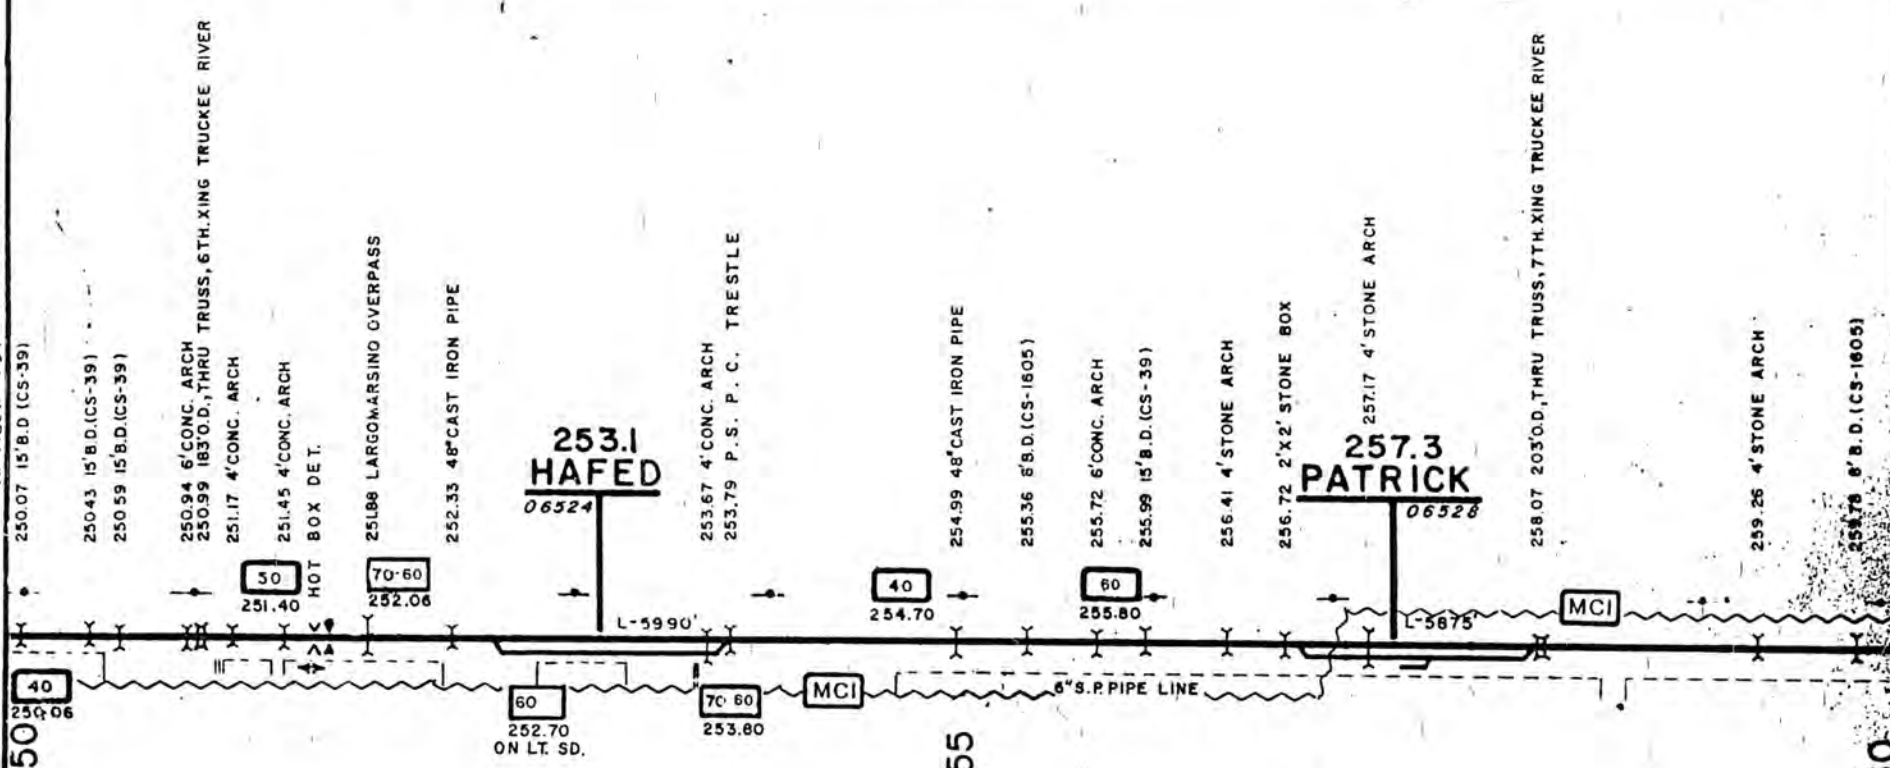 250.07 15'B.D (CS-39)
250.43 15'B.D.(CS-39)
250.59 15'B.D.(CS-39)
250.94 6'CONC. ARCH
250.99 183'O.D., THRU TRUSS, 6TH. XING TRUCKEE RIVER
251.17 4'CONC. ARCH
251.45 4'CONC. ARCH
HOT BOX DET.
251.88 LARGOMARSINO OVERPASS
252.33 48"CAST IRON PIPE
253.1
HAFED
06524
253.67 4'CONC. ARCH
253.79 P.S. P.C. TRESTLE
254.99 48"CAST IRON PIPE
255.36 8'B.D.(CS-1605)
255.72 6'CONC. ARCH
255.99 15'B.D.(CS-39)
256.41 4'STONE ARCH
256.72 2'X2' STONE BOX
257.17 4'STONE ARCH
257.3
PATRICK
06528
258.07 203'O.D., THRU TRUSS, 7TH. XING TRUCKEE RIVER
259.26 4'STONE ARCH
259.78 8'B.D.(CS-1605)
30
251.40
70-60
252.06
40
254.70
60
255.80
MCI
L-5990'
L-5875'
40
250.06
60
252.70
ON LT. SD.
70 60
253.80
MCI
6"S.P. PIPE LINE
50
55